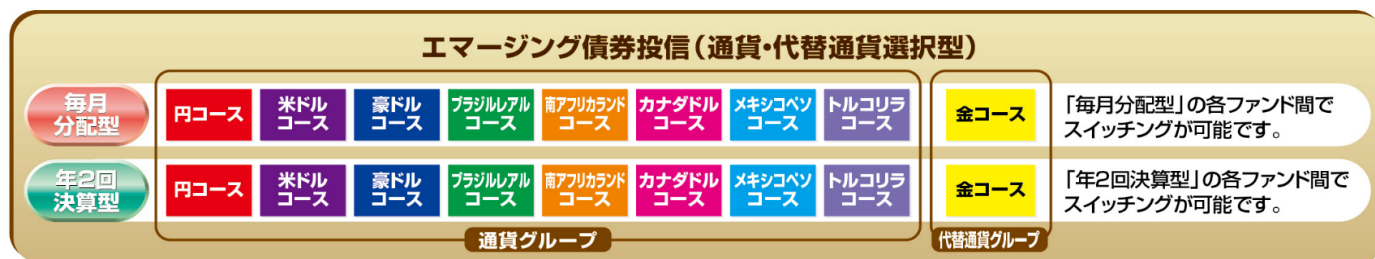 エマージング債券投信(通貨・代替通貨選択型)
毎月
分配型
円コース
米ドル
コース
豪ドル
コース
ブラジルレアル
コース
南アフリカランド
コース
カナダドル
コース
メキシコペソ
コース
トルコリラ
コース
金コース
「毎月分配型」の各ファンド間で
スイッチングが可能です。
年2回
決算型
円コース
米ドル
コース
豪ドル
コース
ブラジルレアル
コース
南アフリカランド
コース
カナダドル
コース
メキシコペソ
コース
トルコリラ
コース
金コース
「年2回決算型」の各ファンド間で
スイッチングが可能です。
通貨グループ
代替通貨グループ